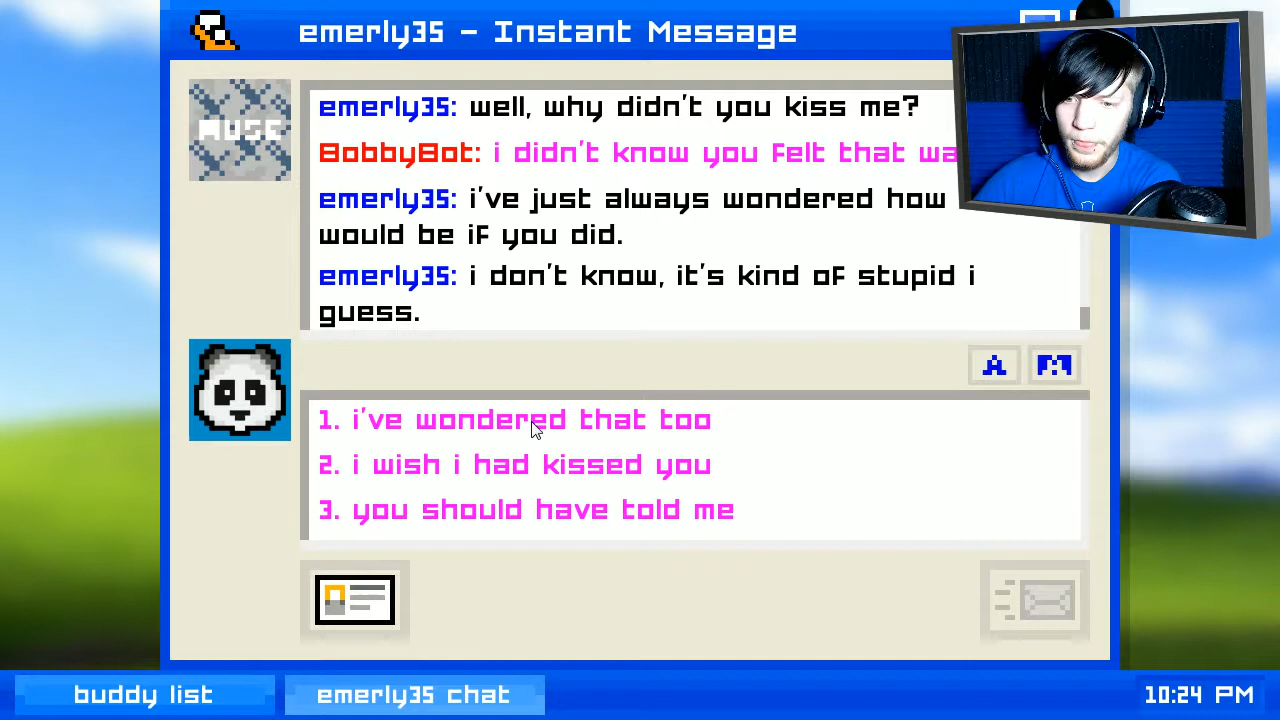 emerly35 - Instant Message
MUSE
emerly35: well, why didn't you kiss me?
BobbyBot: i didn't know you felt that wa
emerly35: i've just always wondered how
would be if you did.
emerly35: i don't know, it's kind of stupid i
guess.
A
1. i've wondered that too
2. i wish i had kissed you
3. you should have told me
buddy list
emerly35 chat
10:24 PM